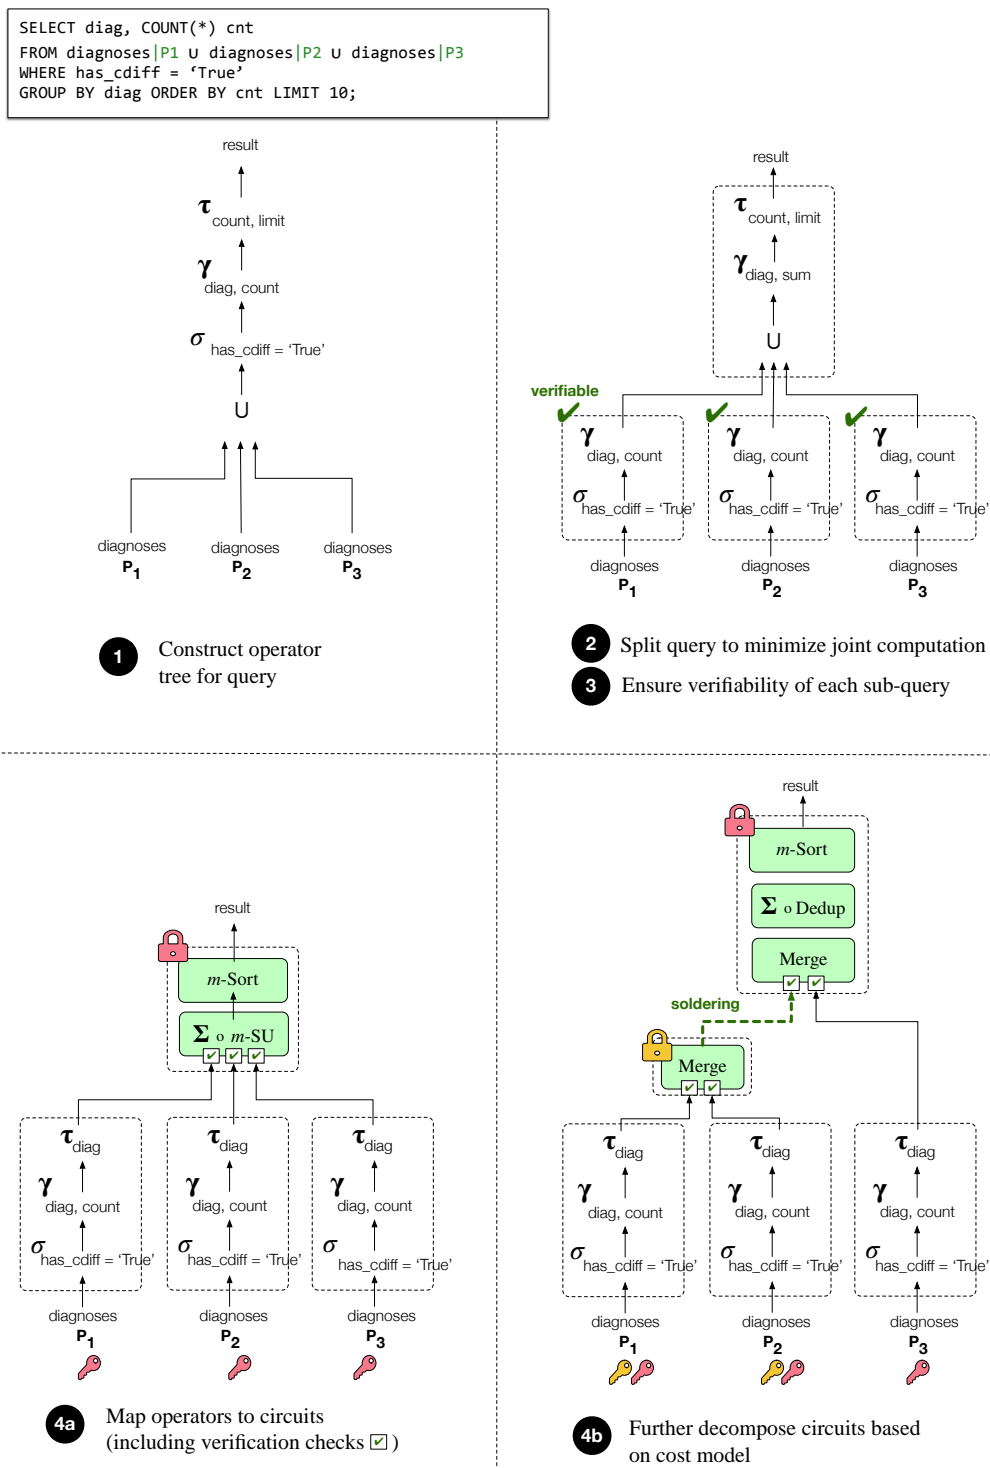 SELECT diag, COUNT(*) cnt
FROM diagnoses|P1 ∪ diagnoses|P2 ∪ diagnoses|P3
WHERE has_cdiff = ‘True’
GROUP BY diag ORDER BY cnt LIMIT 10;
result
τ count, limit
γ diag, count
σ has_cdiff = ‘True’
∪
diagnoses diagnoses diagnoses
P1 P2 P3
1 Construct operator
tree for query
result
τ count, limit
γ diag, sum
∪
verifiable
γ diag, count γ diag, count γ diag, count
σ has_cdiff = ‘True’ σ has_cdiff = ‘True’ σ has_cdiff = ‘True’
diagnoses diagnoses diagnoses
P1 P2 P3
2 Split query to minimize joint computation
3 Ensure verifiability of each sub-query
result
m-Sort
Σ o m-SU
τ diag τ diag τ diag
γ diag, count γ diag, count γ diag, count
σ has_cdiff = ‘True’ σ has_cdiff = ‘True’ σ has_cdiff = ‘True’
diagnoses diagnoses diagnoses
P1 P2 P3
4a Map operators to circuits
(including verification checks ✔ )
result
m-Sort
Σ o Dedup
Merge
soldering
Merge
τ diag τ diag τ diag
γ diag, count γ diag, count γ diag, count
σ has_cdiff = ‘True’ σ has_cdiff = ‘True’ σ has_cdiff = ‘True’
diagnoses diagnoses diagnoses
P1 P2 P3
4b Further decompose circuits based
on cost model